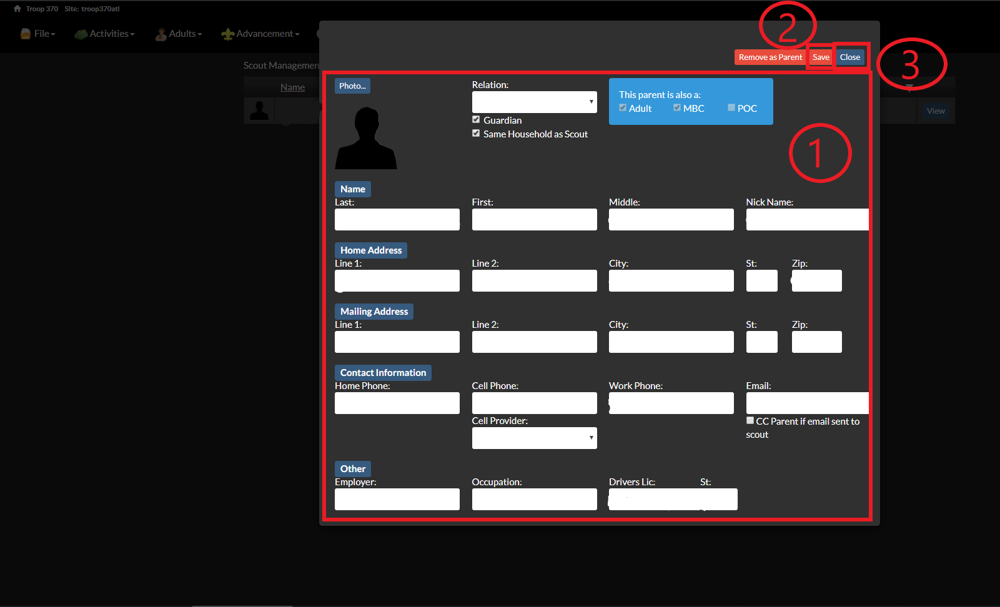 Troop 370 Site: troop370atl
File Activities Adults Advancement
2
Remove as Parent Save Close
3
Scout Managemen
Name
View
Photo...
Relation:
Guardian
Same Household as Scout
This parent is also a:
Adult MBC POC
1
Name
Last: First: Middle: Nick Name:
Home Address
Line 1: Line 2: City: St: Zip:
Mailing Address
Line 1: Line 2: City: St: Zip:
Contact Information
Home Phone: Cell Phone: Work Phone: Email:
Cell Provider:
CC Parent if email sent to
scout
Other
Employer: Occupation: Drivers Lic: St: